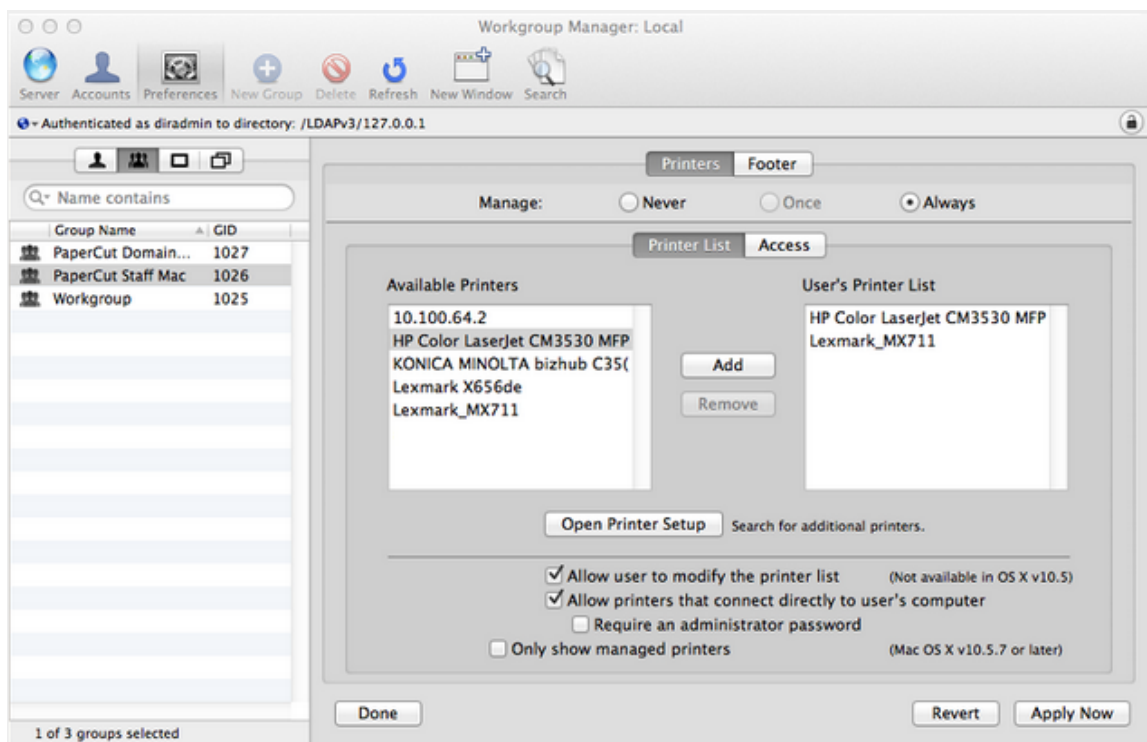 Workgroup Manager: Local
Server Accounts Preferences New Group Delete Refresh New Window Search
Authenticated as diradmin to directory: /LDAPv3/127.0.0.1
Name contains
Group Name GID
PaperCut Domain... 1027
PaperCut Staff Mac 1026
Workgroup 1025
1 of 3 groups selected
Printers Footer
Manage: Never Once Always
Printer List Access
Available Printers
10.100.64.2
HP Color LaserJet CM3530 MFP
KONICA MINOLTA bizhub C35(
Lexmark X656de
Lexmark_MX711
Add
Remove
User's Printer List
HP Color LaserJet CM3530 MFP
Lexmark_MX711
Open Printer Setup Search for additional printers.
Allow user to modify the printer list (Not available in OS X v10.5)
Allow printers that connect directly to user's computer
Require an administrator password
Only show managed printers (Mac OS X v10.5.7 or later)
Done Revert Apply Now